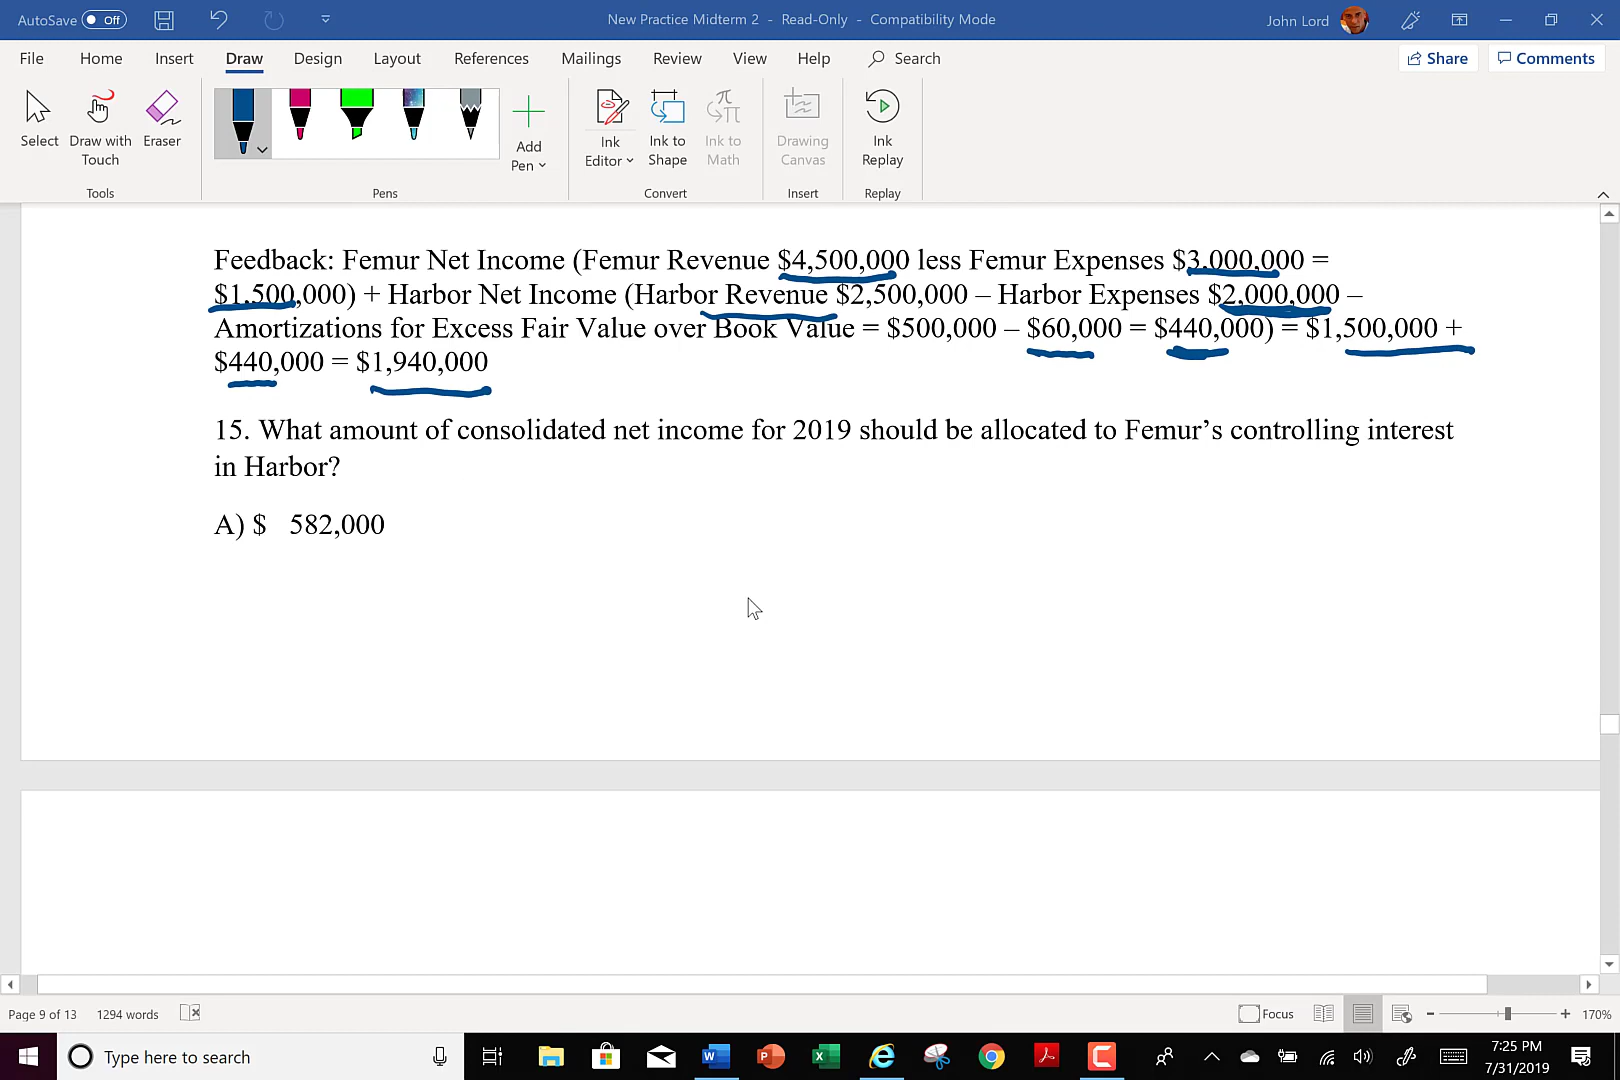 AutoSave Off
New Practice Midterm 2 - Read-Only - Compatibility Mode
John Lord
File Home Insert Draw Design Layout References Mailings Review View Help Search
Share Comments
Select
Draw with Touch
Eraser
Add Pen
Ink Editor
Ink to Shape
Ink to Math
Drawing Canvas
Ink Replay
Tools Pens Convert Insert Replay
Feedback: Femur Net Income (Femur Revenue $4,500,000 less Femur Expenses $3,000,000 =
$1,500,000) + Harbor Net Income (Harbor Revenue $2,500,000 – Harbor Expenses $2,000,000 –
Amortizations for Excess Fair Value over Book Value = $500,000 – $60,000 = $440,000) = $1,500,000 +
$440,000 = $1,940,000
15. What amount of consolidated net income for 2019 should be allocated to Femur’s controlling interest
in Harbor?
A) $ 582,000
Page 9 of 13 1294 words
Focus
170%
Type here to search
7:25 PM
7/31/2019